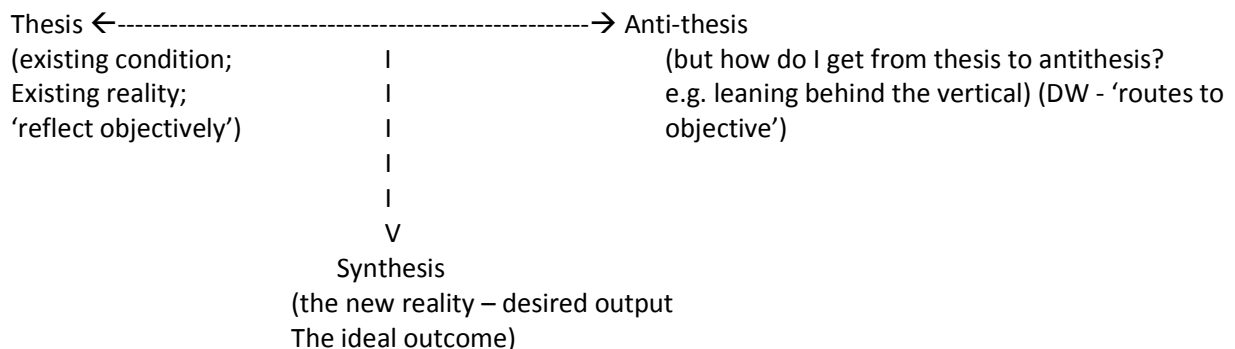 Thesis ←--------------------------------------------------→ Anti-thesis
(existing condition; I (but how do I get from thesis to antithesis?
Existing reality; I e.g. leaning behind the vertical) (DW - ‘routes to
‘reflect objectively’) I objective’)
I
I
V
Synthesis
(the new reality – desired output
The ideal outcome)